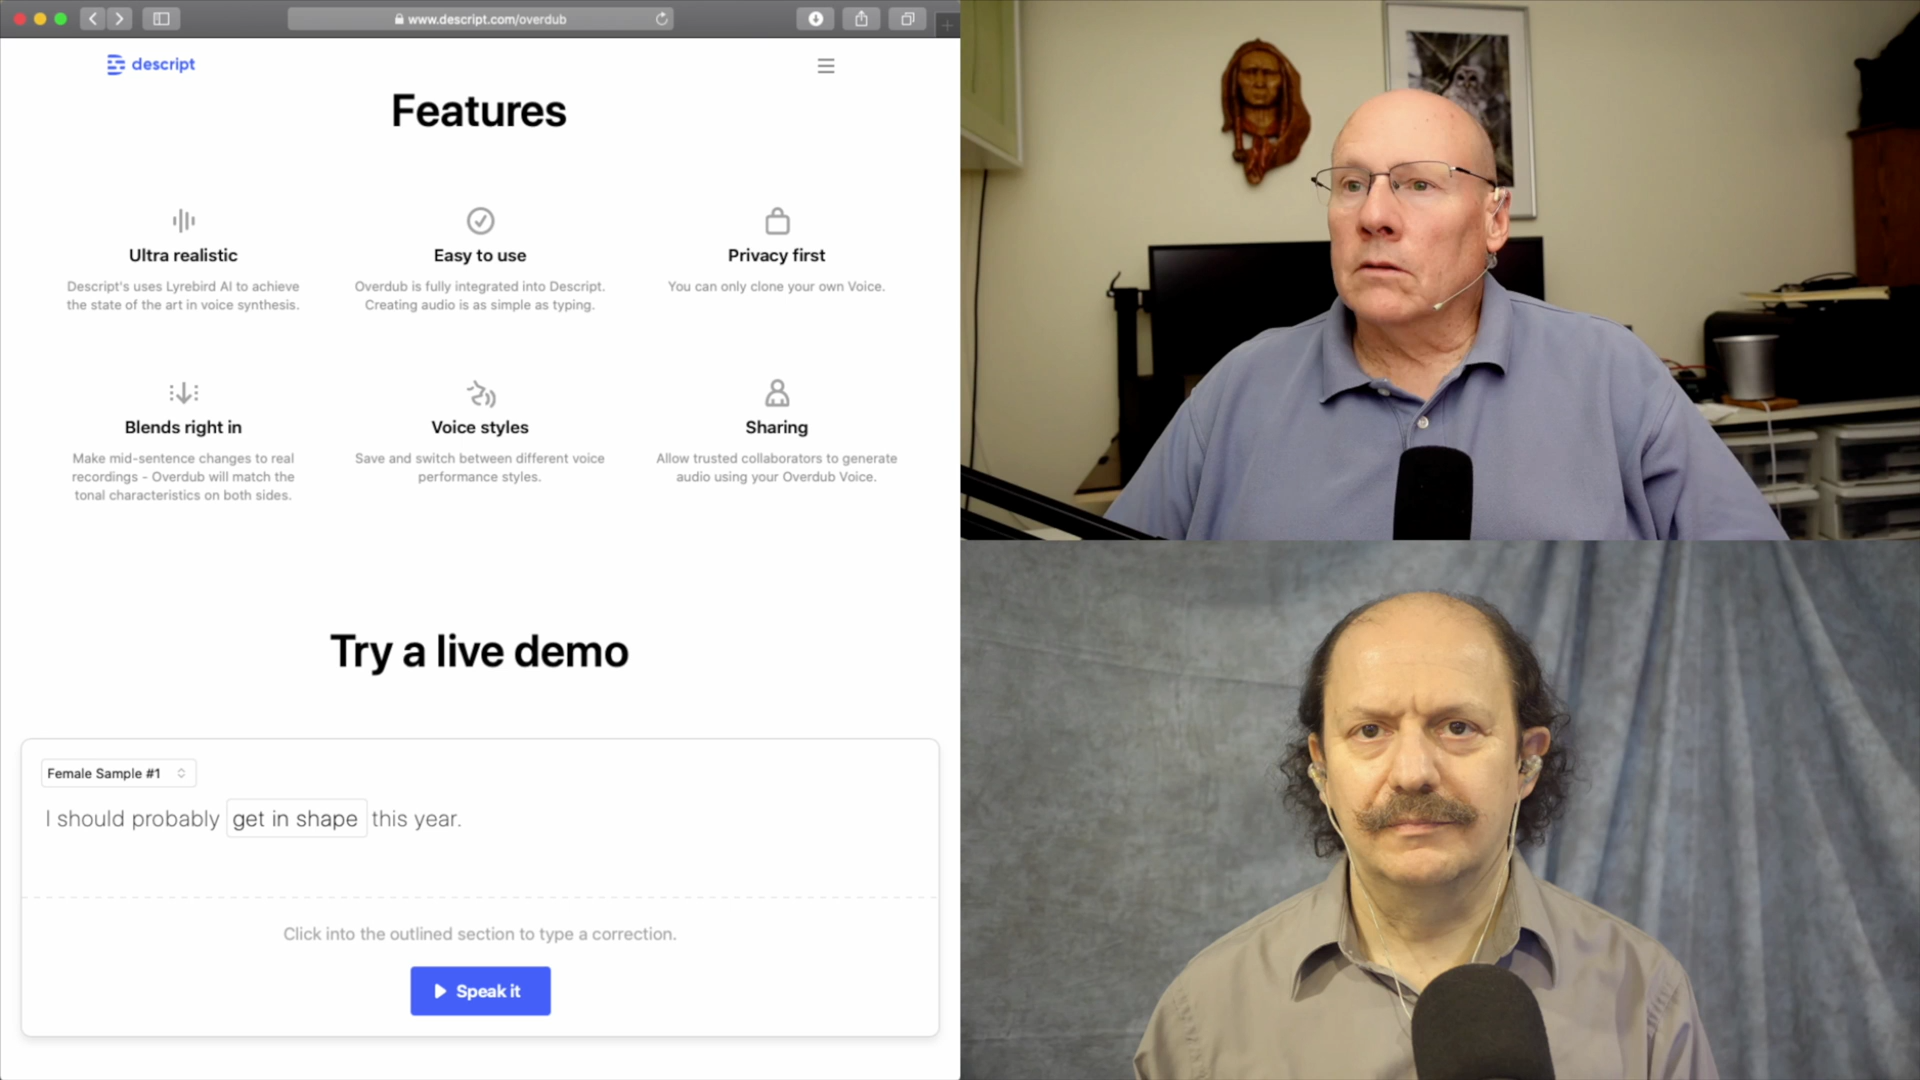 www.descript.com/overdub
descript
Features
Ultra realistic
Descript's uses Lyrebird AI to achieve
the state of the art in voice synthesis.
Easy to use
Overdub is fully integrated into Descript.
Creating audio is as simple as typing.
Privacy first
You can only clone your own Voice.
Blends right in
Make mid-sentence changes to real
recordings - Overdub will match the
tonal characteristics on both sides.
Voice styles
Save and switch between different voice
performance styles.
Sharing
Allow trusted collaborators to generate
audio using your Overdub Voice.
Try a live demo
Female Sample #1
I should probably get in shape this year.
Click into the outlined section to type a correction.
Speak it